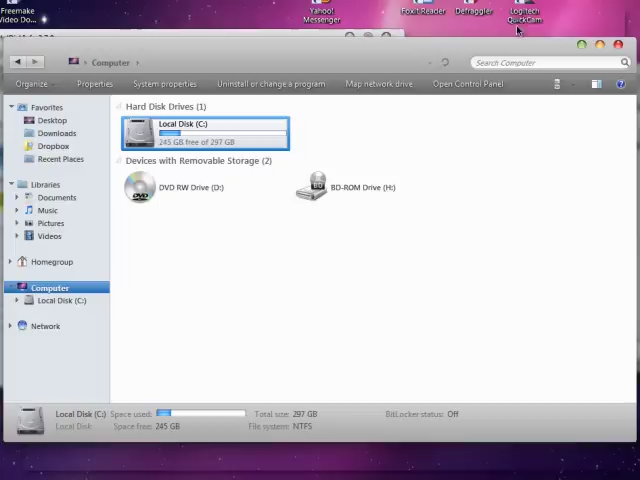 Freemake
Video Do...
Yahoo!
Messenger
Foxit Reader
Defraggler
Logitech
QuickCam
Computer
Search Computer
Organize
Properties
System properties
Uninstall or change a program
Map network drive
Open Control Panel
Favorites
Desktop
Downloads
Dropbox
Recent Places
Libraries
Documents
Music
Pictures
Videos
Homegroup
Computer
Local Disk (C:)
Network
Hard Disk Drives (1)
Local Disk (C:)
245 GB free of 297 GB
Devices with Removable Storage (2)
DVD RW Drive (D:)
BD-ROM Drive (H:)
Local Disk (C:) Space used: Total size: 297 GB BitLocker status: Off
Local Disk Space free: 245 GB File system: NTFS